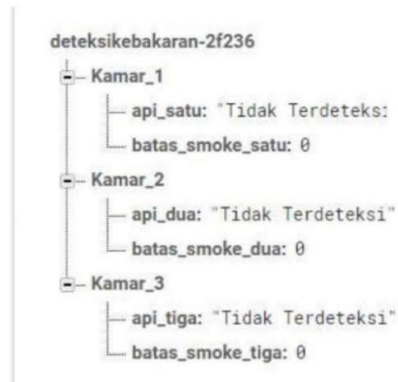 deteksikebakaran-2f236
Kamar_1
api_satu: "Tidak Terdeksi
batas_smoke_satu: 0
Kamar_2
api_dua: "Tidak Terdeteksi"
batas_smoke_dua: 0
Kamar_3
api_tiga: "Tidak Terdeteksi"
batas_smoke_tiga: 0